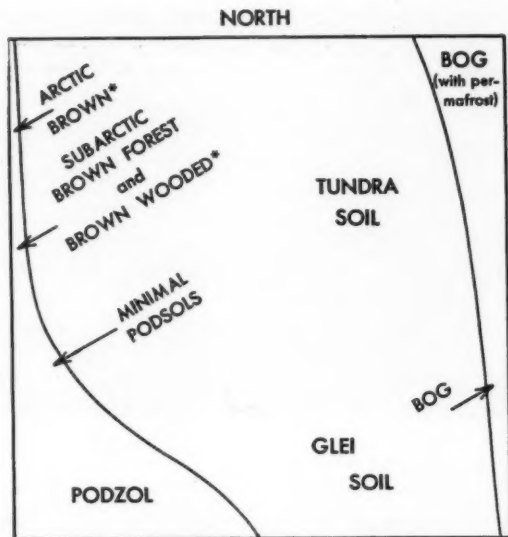 NORTH
ARCTIC
BROWN*
SUBARCTIC
BROWN FOREST
and
BROWN WOODED*
MINIMAL
PODSOLS
PODZOL
TUNDRA
SOIL
GLEI
SOIL
BOG
(with per-
mafrost)
BOG